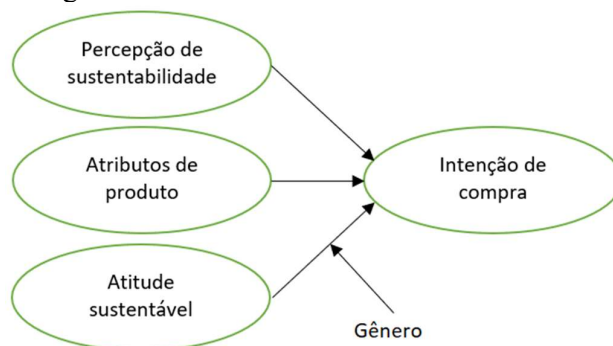 Percepção de
sustentabilidade
Atributos de
produto
Intenção de
compra
Atitude
sustentável
Gênero